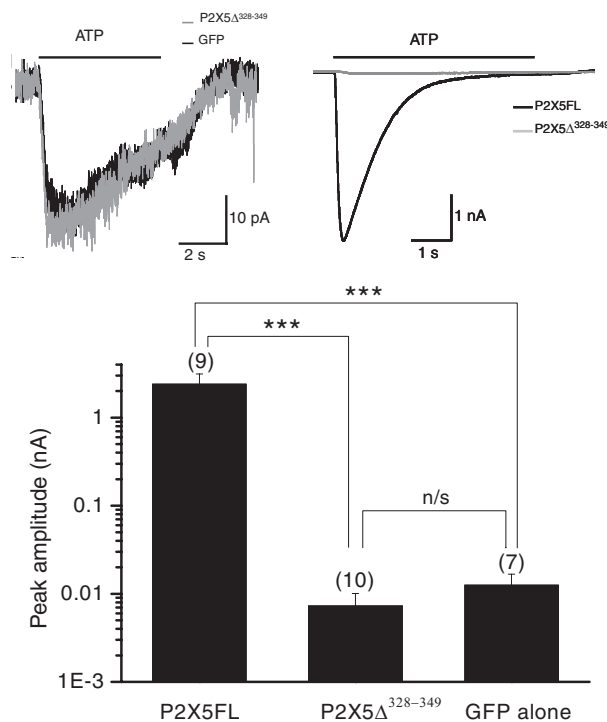 P2X5Δ³²⁸⁻³⁴⁹
GFP
ATP
10 pA
2 s
ATP
P2X5FL
P2X5Δ³²⁸⁻³⁴⁹
1 nA
1 s
***
***
n/s
(9)
(10)
(7)
Peak amplitude (nA)
1
0.1
0.01
1E-3
P2X5FL
P2X5Δ³²⁸⁻³⁴⁹
GFP alone